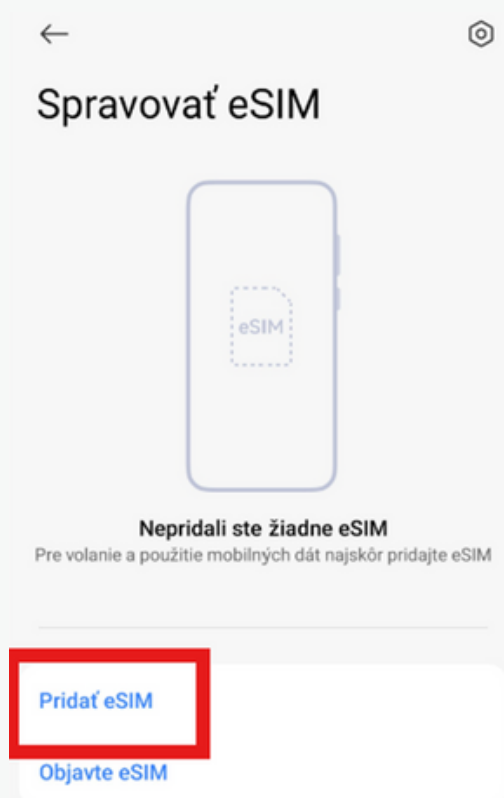 Spravovať eSIM
eSIM
Nepridali ste žiadne eSIM
Pre volanie a použitie mobilných dát najskôr pridajte eSIM
Pridať eSIM
Objavte eSIM